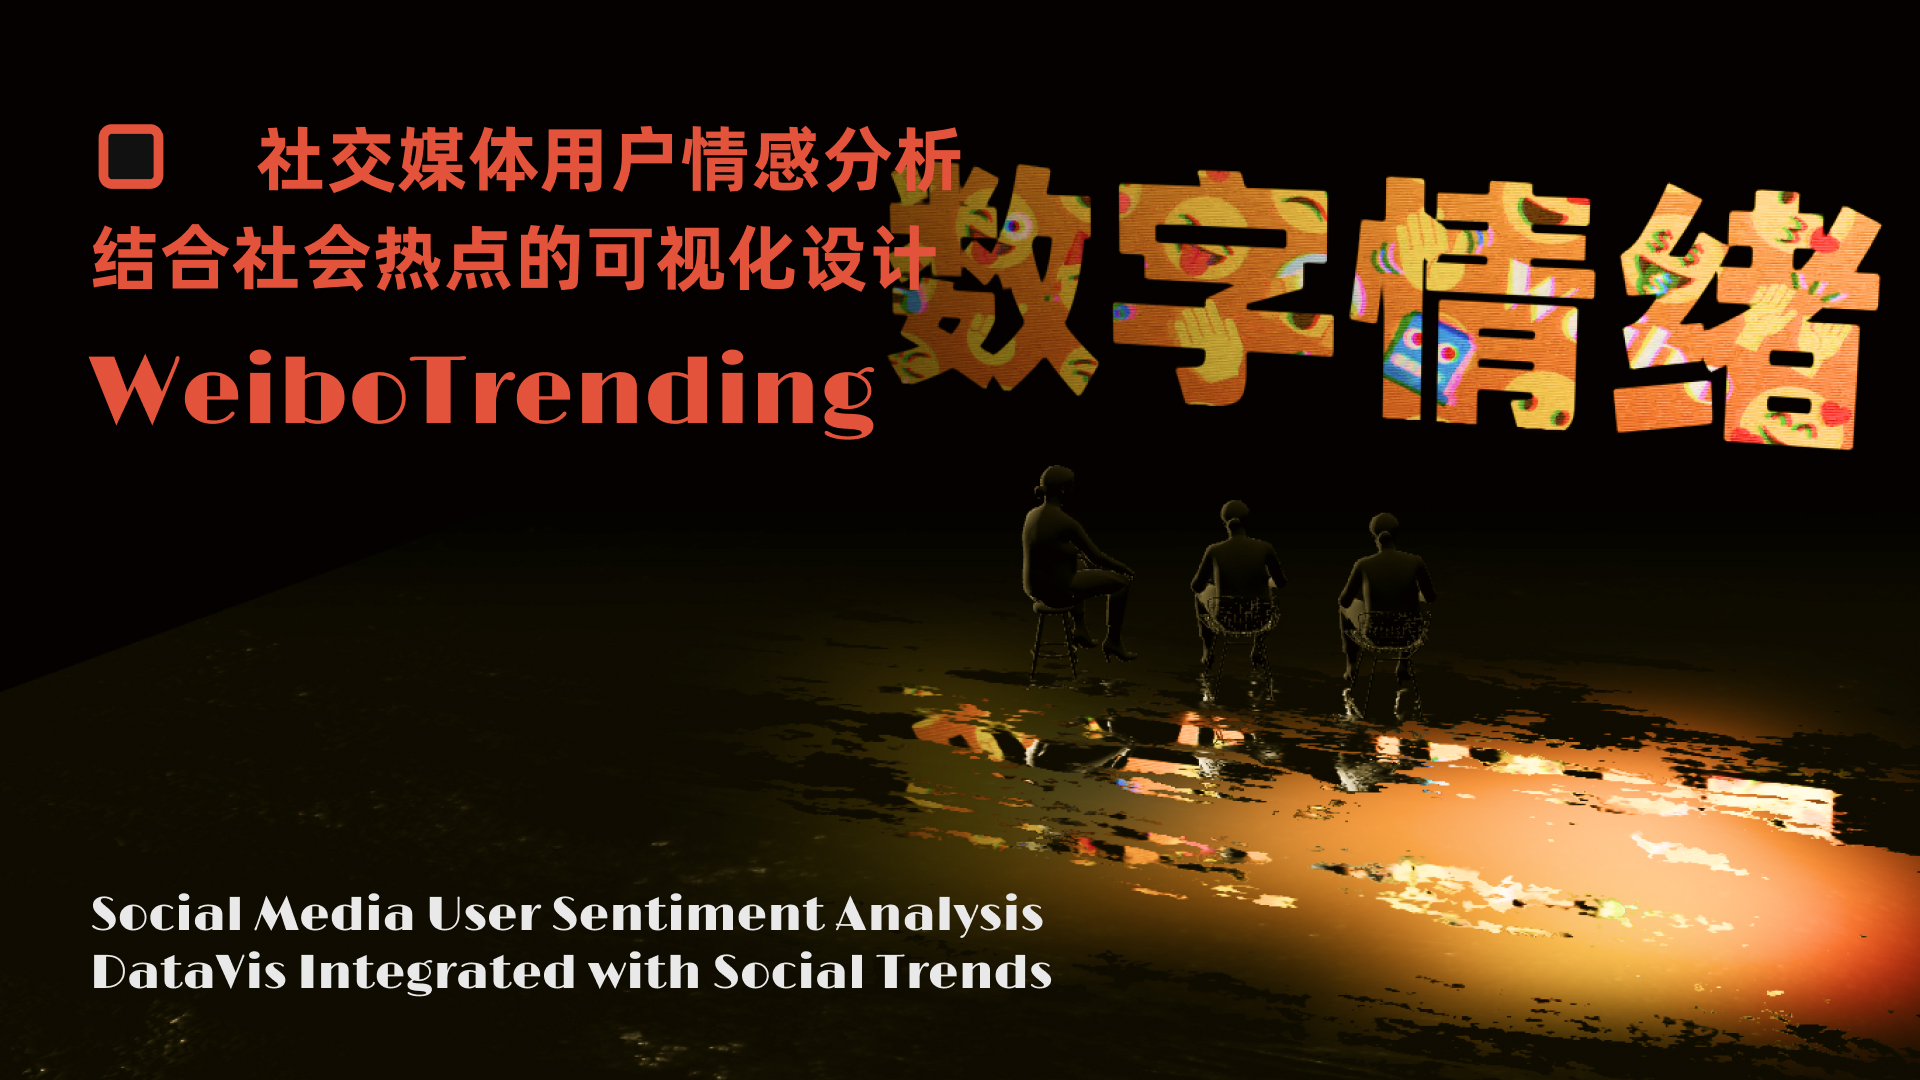 社交媒体用户情感分析
结合社会热点的可视化设计
WeiboTrending
数字情绪
Social Media User Sentiment Analysis
DataVis Integrated with Social Trends